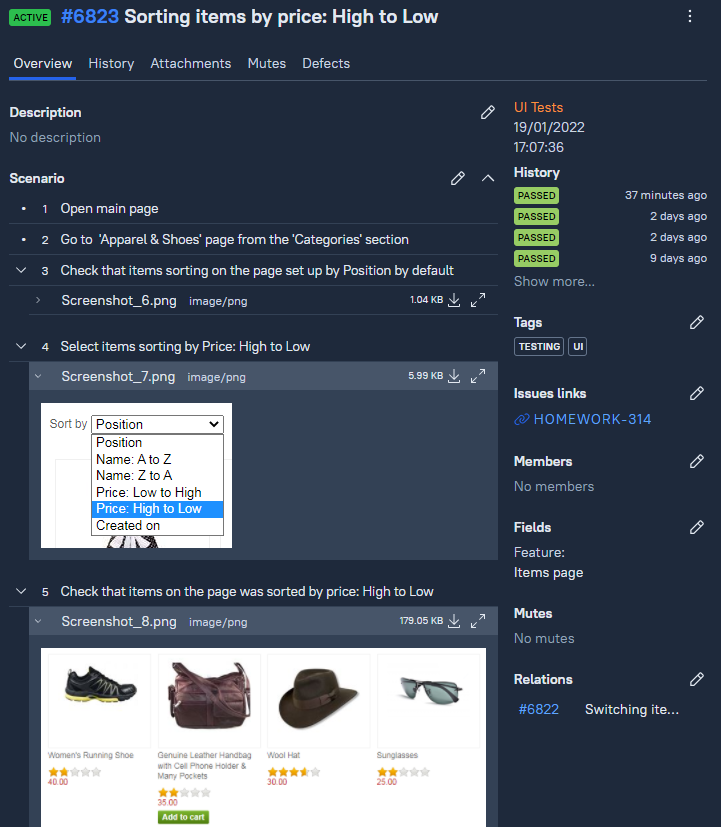 ACTIVE #6823 Sorting items by price: High to Low
Overview History Attachments Mutes Defects
Description
No description
Scenario
1 Open main page
2 Go to 'Apparel & Shoes' page from the 'Categories' section
3 Check that items sorting on the page set up by Position by default
Screenshot_6.png image/png 1.04 KB
4 Select items sorting by Price: High to Low
Screenshot_7.png image/png 5.99 KB
Sort by Position
Position
Name: A to Z
Name: Z to A
Price: Low to High
Price: High to Low
Created on
5 Check that items on the page was sorted by price: High to Low
Screenshot_8.png image/png 179.05 KB
Women's Running Shoe
40.00
Genuine Leather Handbag
with Cell Phone Holder &
Many Pockets
35.00
Add to cart
Wool Hat
30.00
Sunglasses
25.00
UI Tests
19/01/2022
17:07:36
History
PASSED 37 minutes ago
PASSED 2 days ago
PASSED 2 days ago
PASSED 9 days ago
Show more...
Tags
TESTING UI
Issues links
HOMEWORK-314
Members
No members
Fields
Feature:
Items page
Mutes
No mutes
Relations
#6822 Switching ite...